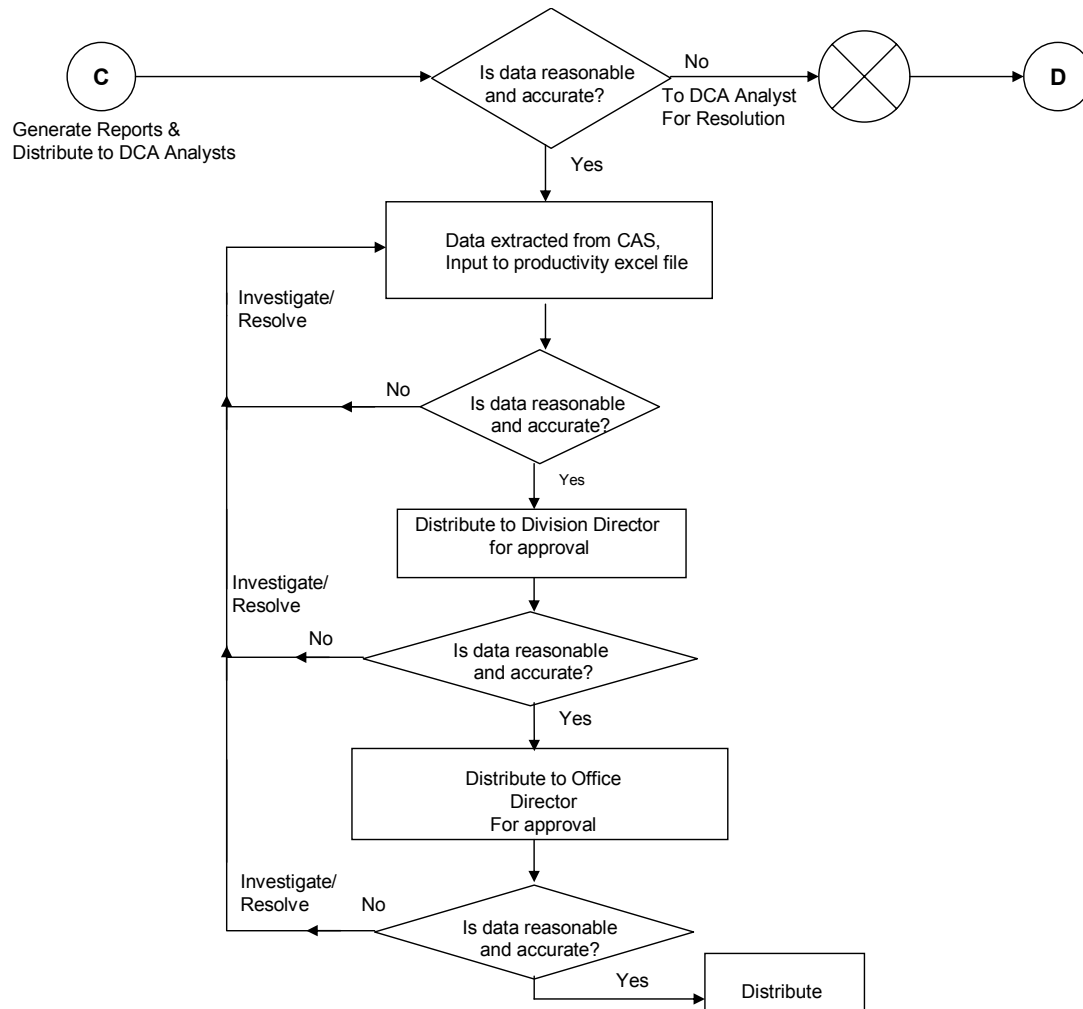 C
Generate Reports &
Distribute to DCA Analysts
Is data reasonable
and accurate?
No
To DCA Analyst
For Resolution
D
Yes
Data extracted from CAS,
Input to productivity excel file
Investigate/
Resolve
No
Is data reasonable
and accurate?
Yes
Distribute to Division Director
for approval
Investigate/
Resolve
No
Is data reasonable
and accurate?
Yes
Distribute to Office
Director
For approval
Investigate/
Resolve
No
Is data reasonable
and accurate?
Yes
Distribute